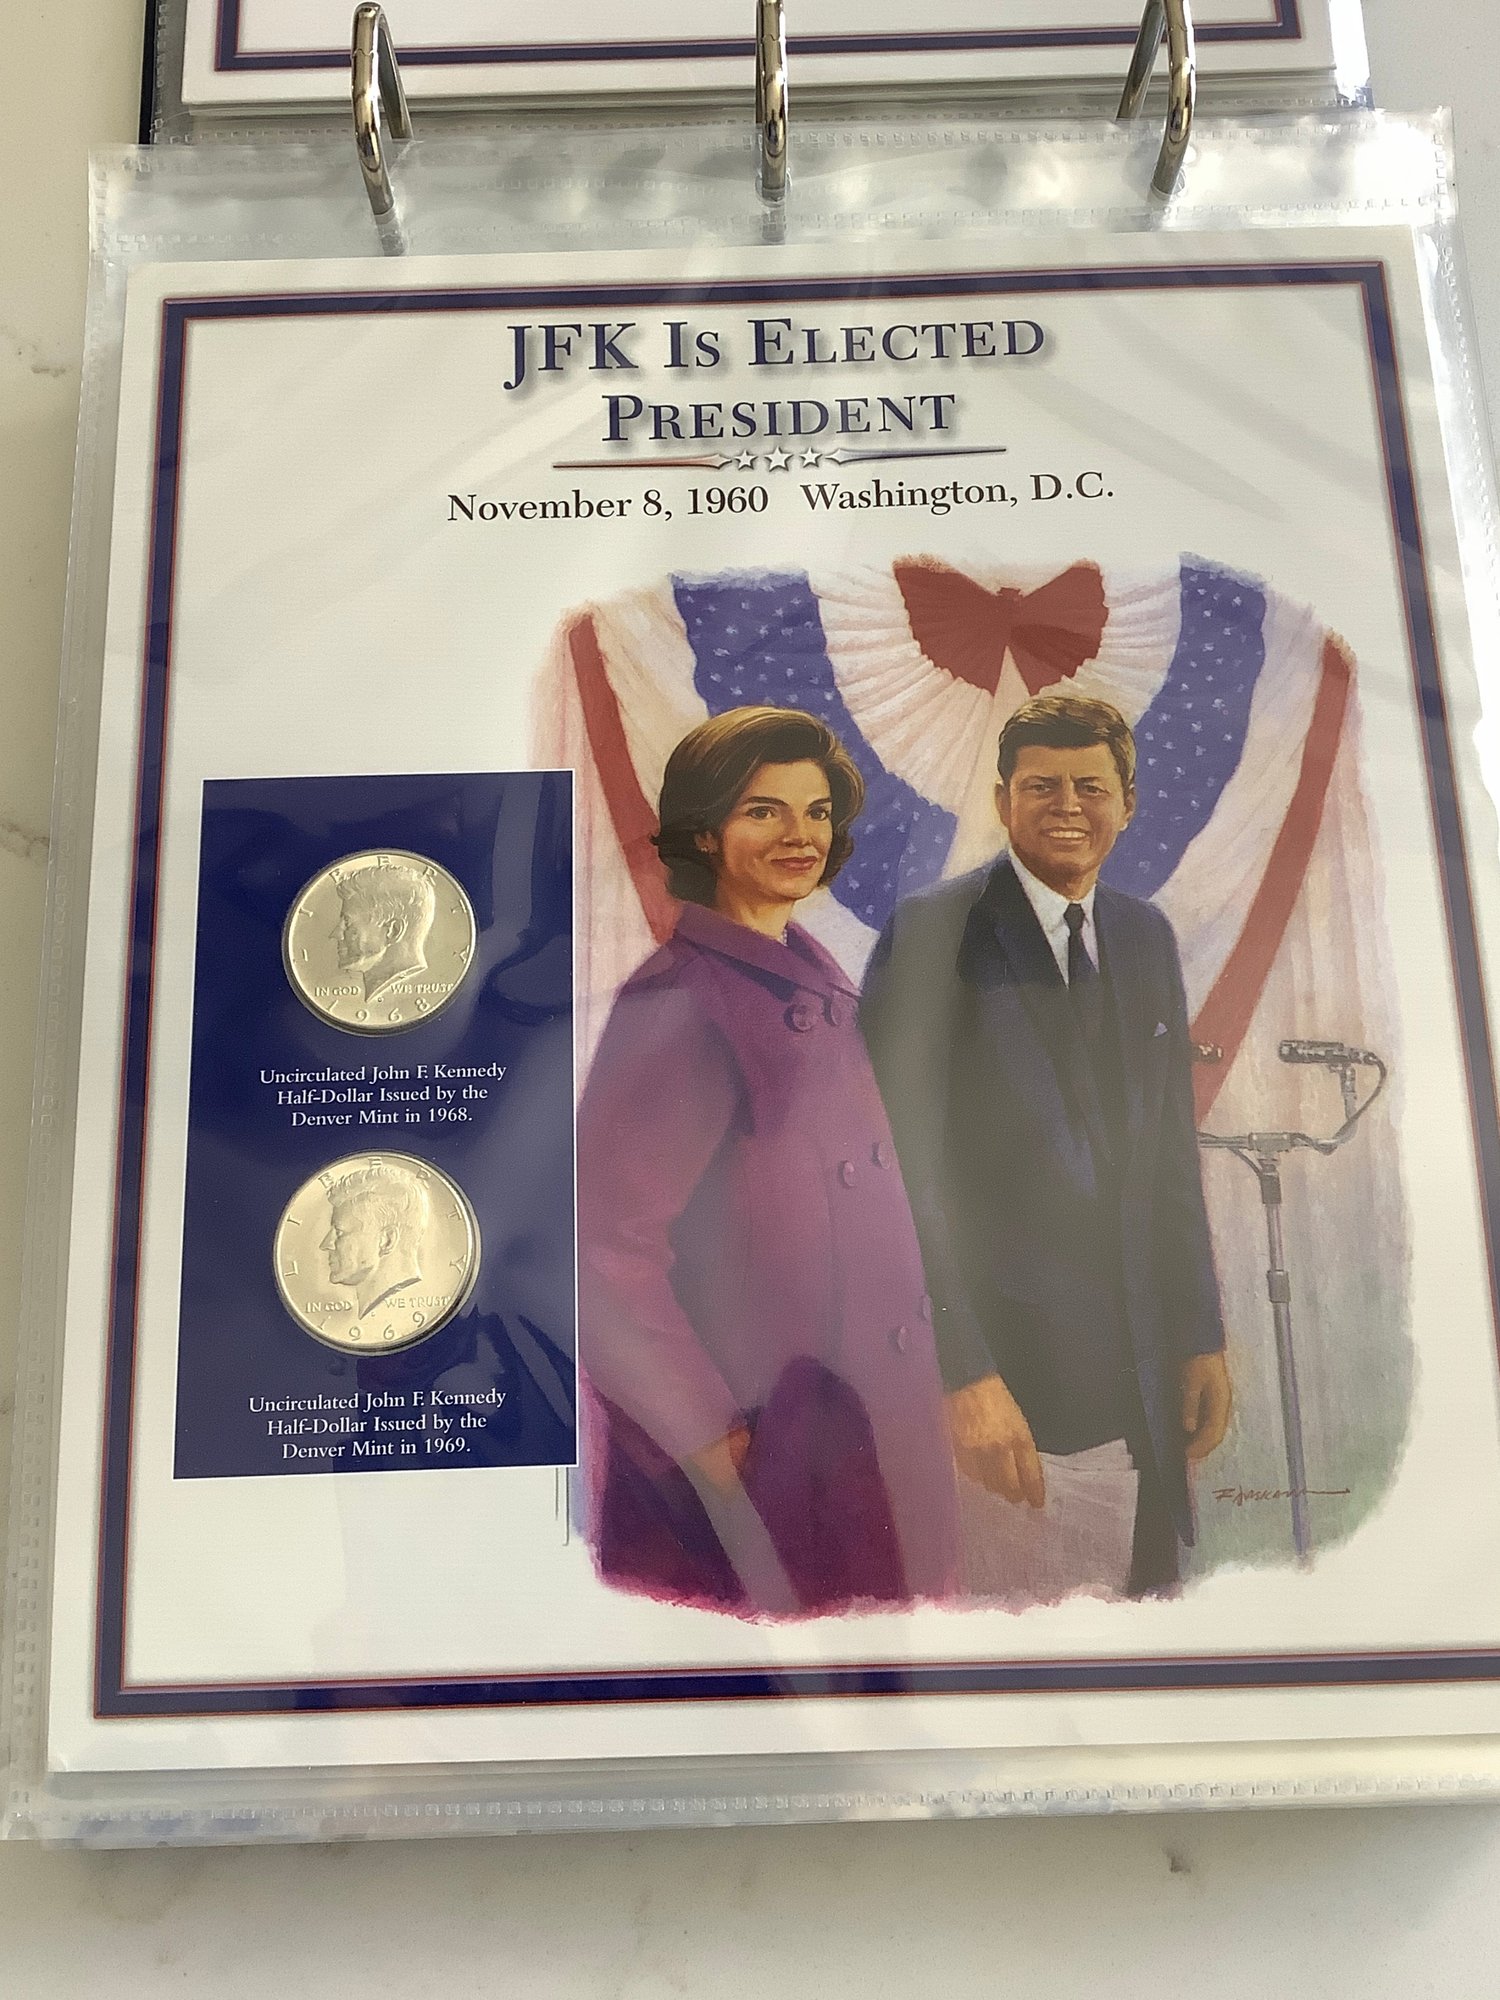 JFK IS ELECTED
PRESIDENT
November 8, 1960 Washington, D.C.
LIBERTY
IN GOD WE TRUST
D
1968
Uncirculated John F. Kennedy
Half-Dollar Issued by the
Denver Mint in 1968.
LIBERTY
IN GOD WE TRUST
1969
Uncirculated John F. Kennedy
Half-Dollar Issued by the
Denver Mint in 1969.